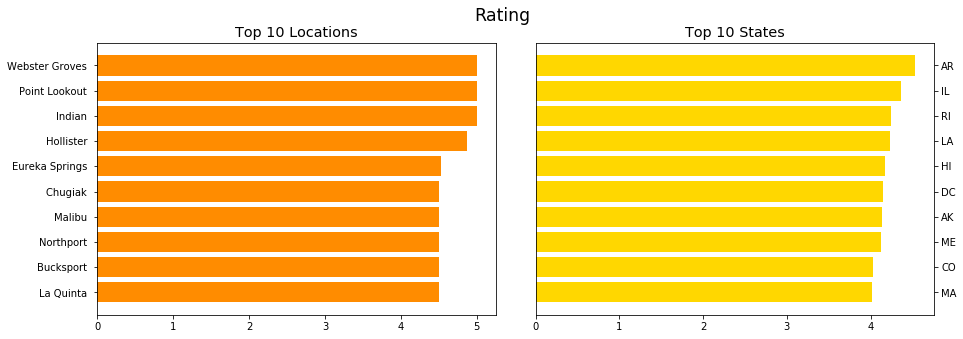 Rating
Top 10 Locations
Webster Groves
Point Lookout
Indian
Hollister
Eureka Springs
Chugiak
Malibu
Northport
Bucksport
La Quinta
0 1 2 3 4 5
Top 10 States
AR
IL
RI
LA
HI
DC
AK
ME
CO
MA
0 1 2 3 4